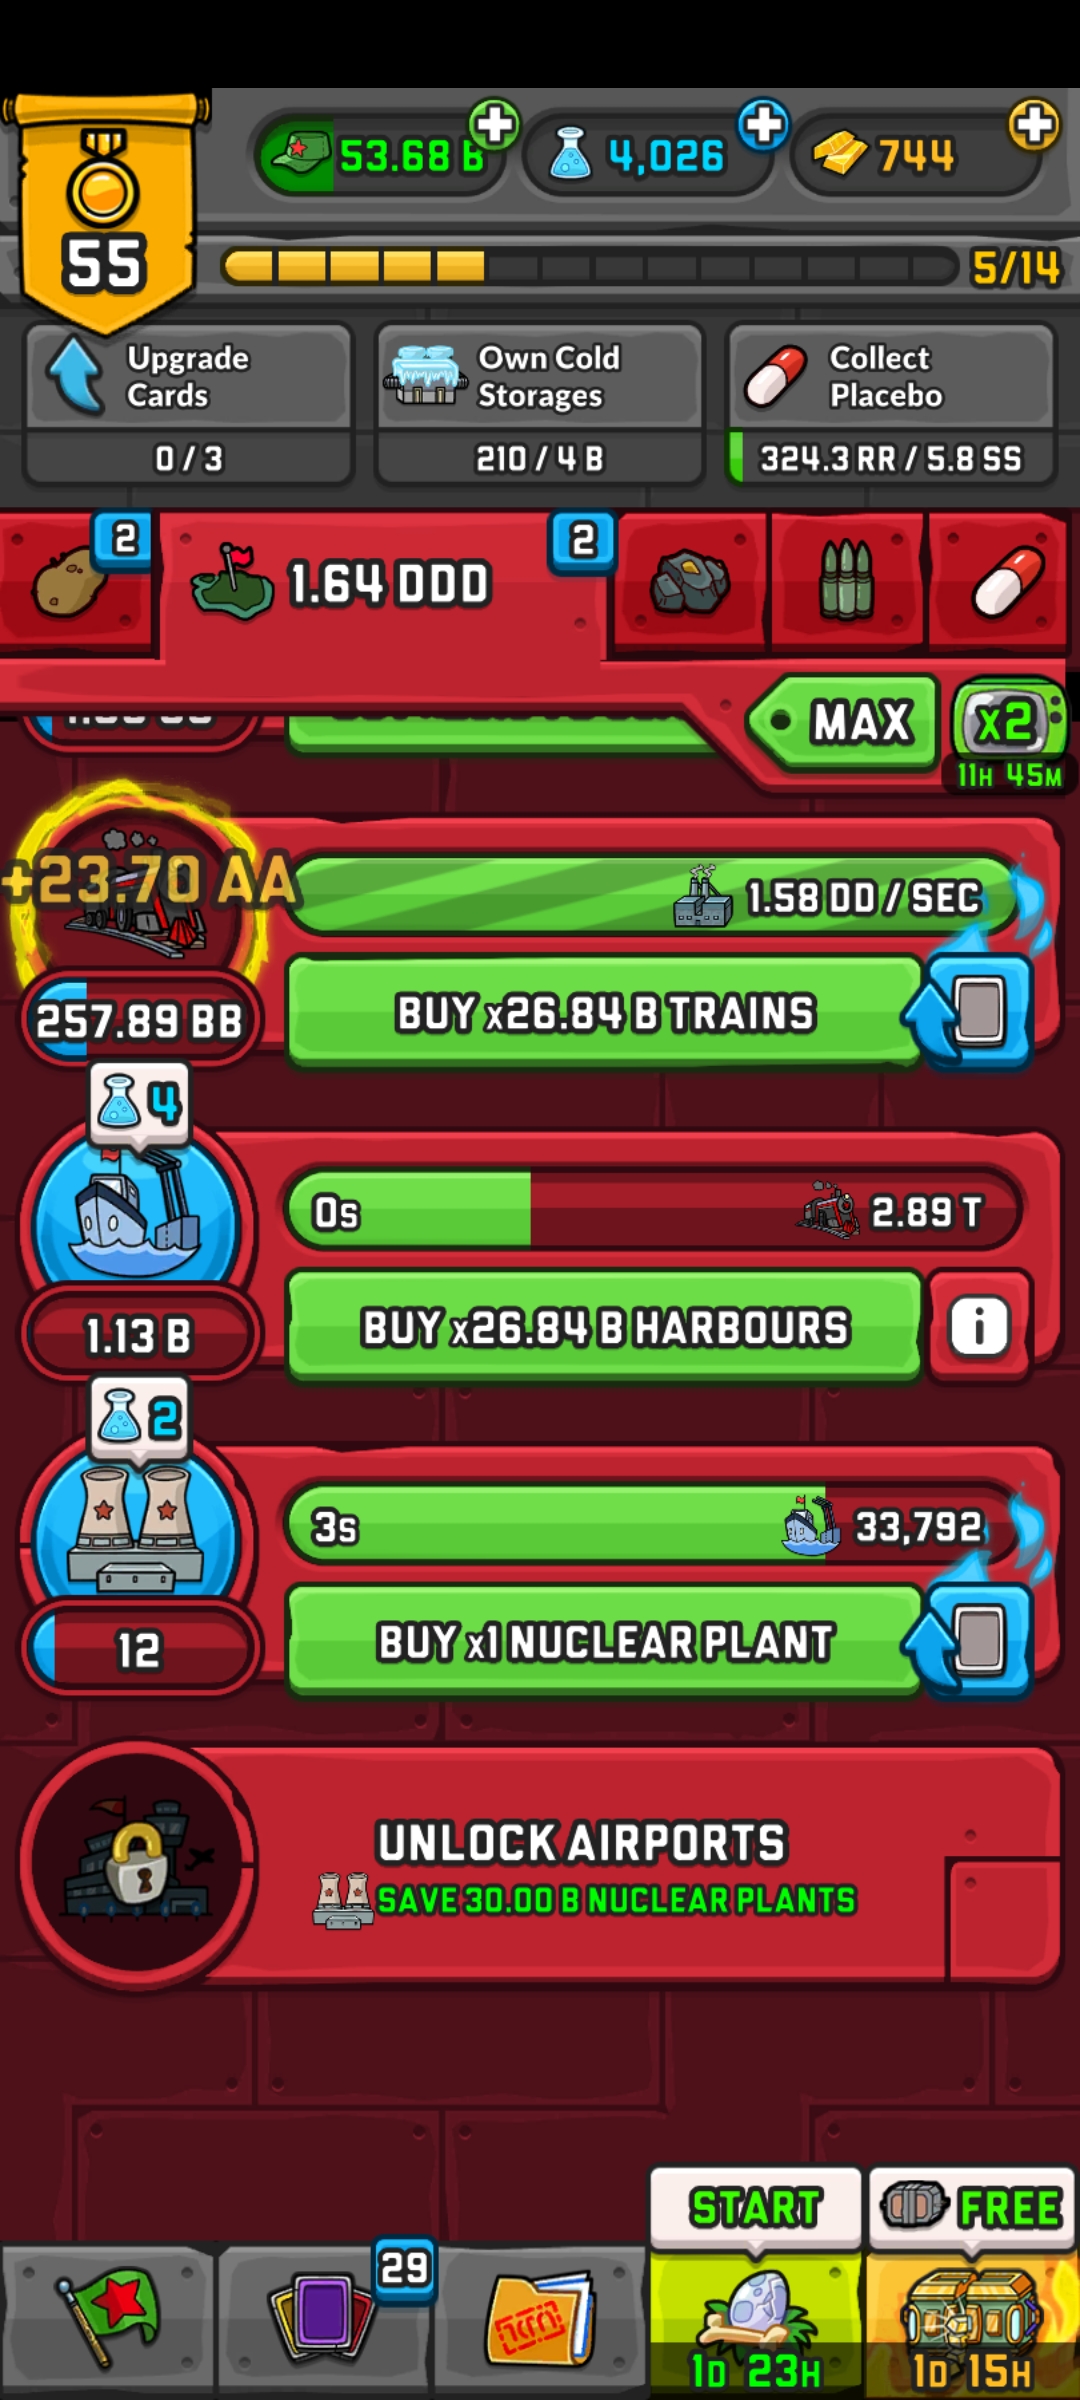 53.68 B
4,026
744
55
5/14
Upgrade
Cards
0 / 3
Own Cold
Storages
210 / 4 B
Collect
Placebo
324.3 RR / 5.8 SS
2
1.64 DDD
2
MAX
x2
11H 45M
+23.70 AA
1.58 DD / SEC
257.89 BB
BUY x26.84 B TRAINS
4
0s
2.89 T
1.13 B
BUY x26.84 B HARBOURS
i
2
3s
33,792
12
BUY x1 NUCLEAR PLANT
UNLOCK AIRPORTS
SAVE 30.00 B NUCLEAR PLANTS
START
FREE
29
1D 23H
1D 15H